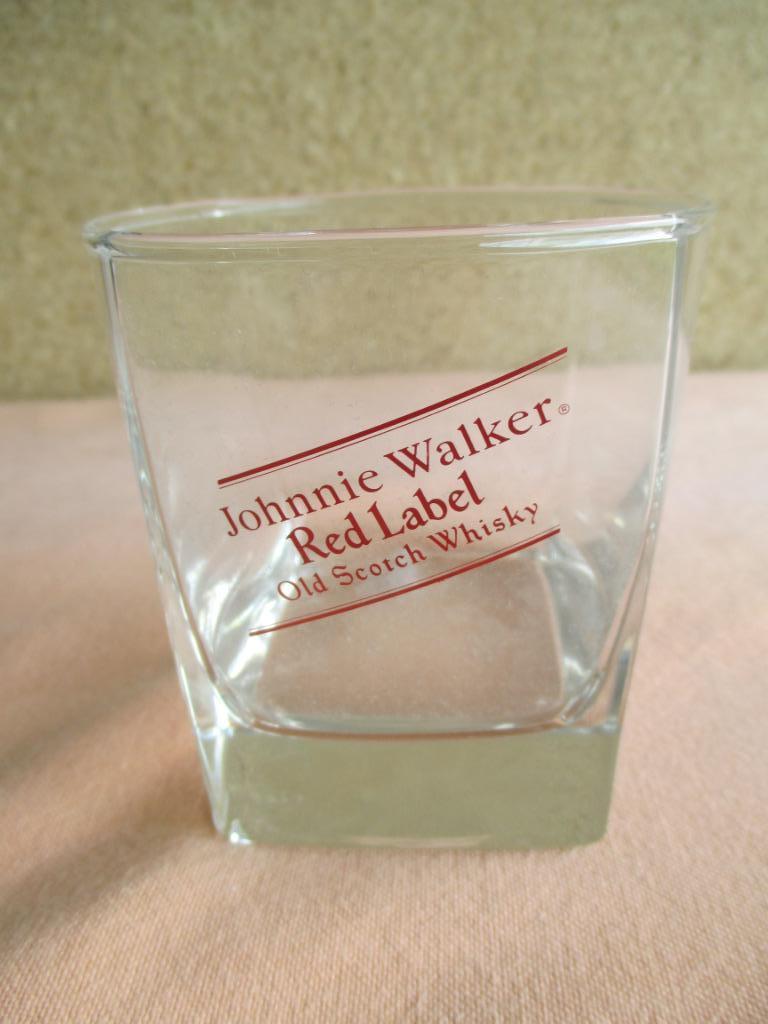 Johnnie Walker®
Red Label
Old Scotch Whisky